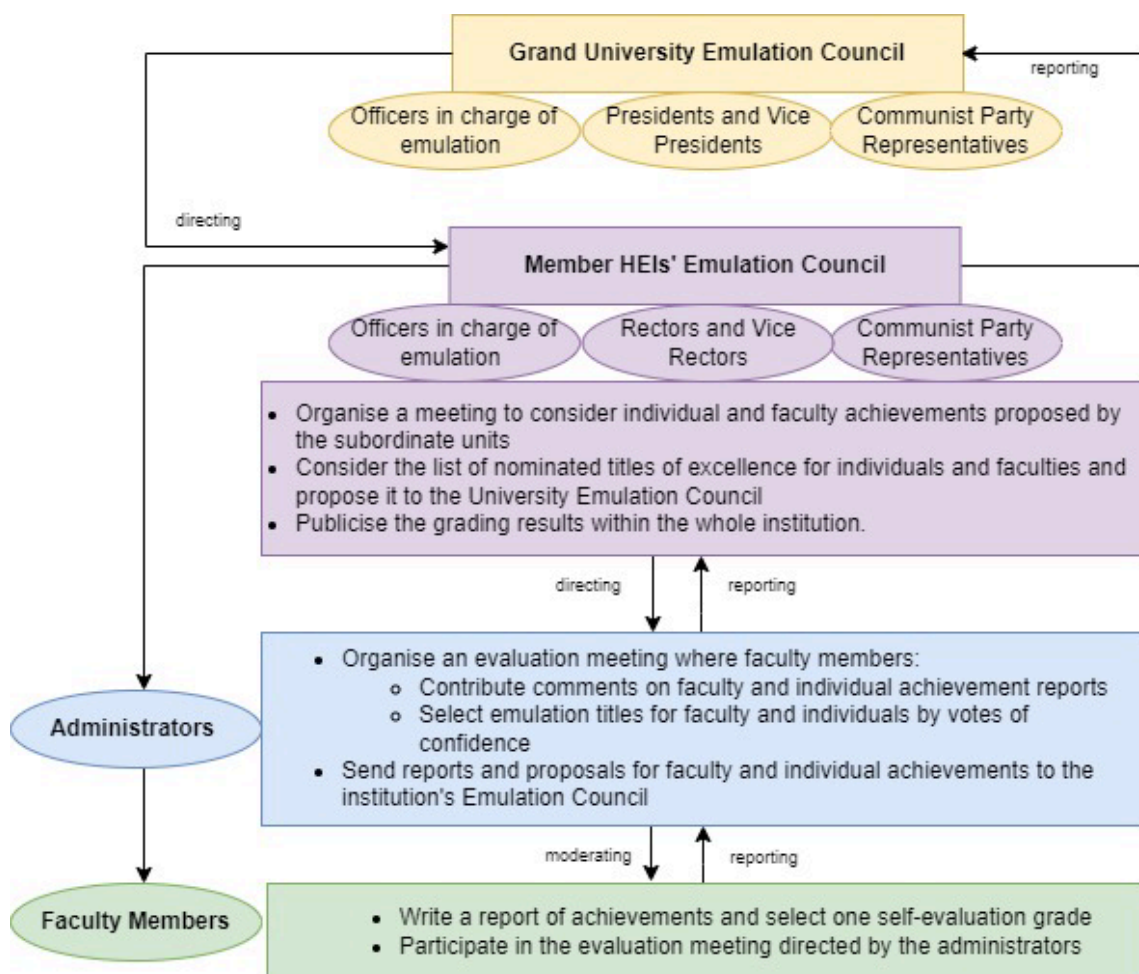 Grand University Emulation Council
reporting
Officers in charge of
emulation
Presidents and Vice
Presidents
Communist Party
Representatives
directing
Member HEIs' Emulation Council
Officers in charge of
emulation
Rectors and Vice
Rectors
Communist Party
Representatives
• Organise a meeting to consider individual and faculty achievements proposed by
the subordinate units
• Consider the list of nominated titles of excellence for individuals and faculties and
propose it to the University Emulation Council
• Publicise the grading results within the whole institution.
directing
reporting
Administrators
• Organise an evaluation meeting where faculty members:
○ Contribute comments on faculty and individual achievement reports
○ Select emulation titles for faculty and individuals by votes of
confidence
• Send reports and proposals for faculty and individual achievements to the
institution's Emulation Council
moderating
reporting
Faculty Members
• Write a report of achievements and select one self-evaluation grade
• Participate in the evaluation meeting directed by the administrators